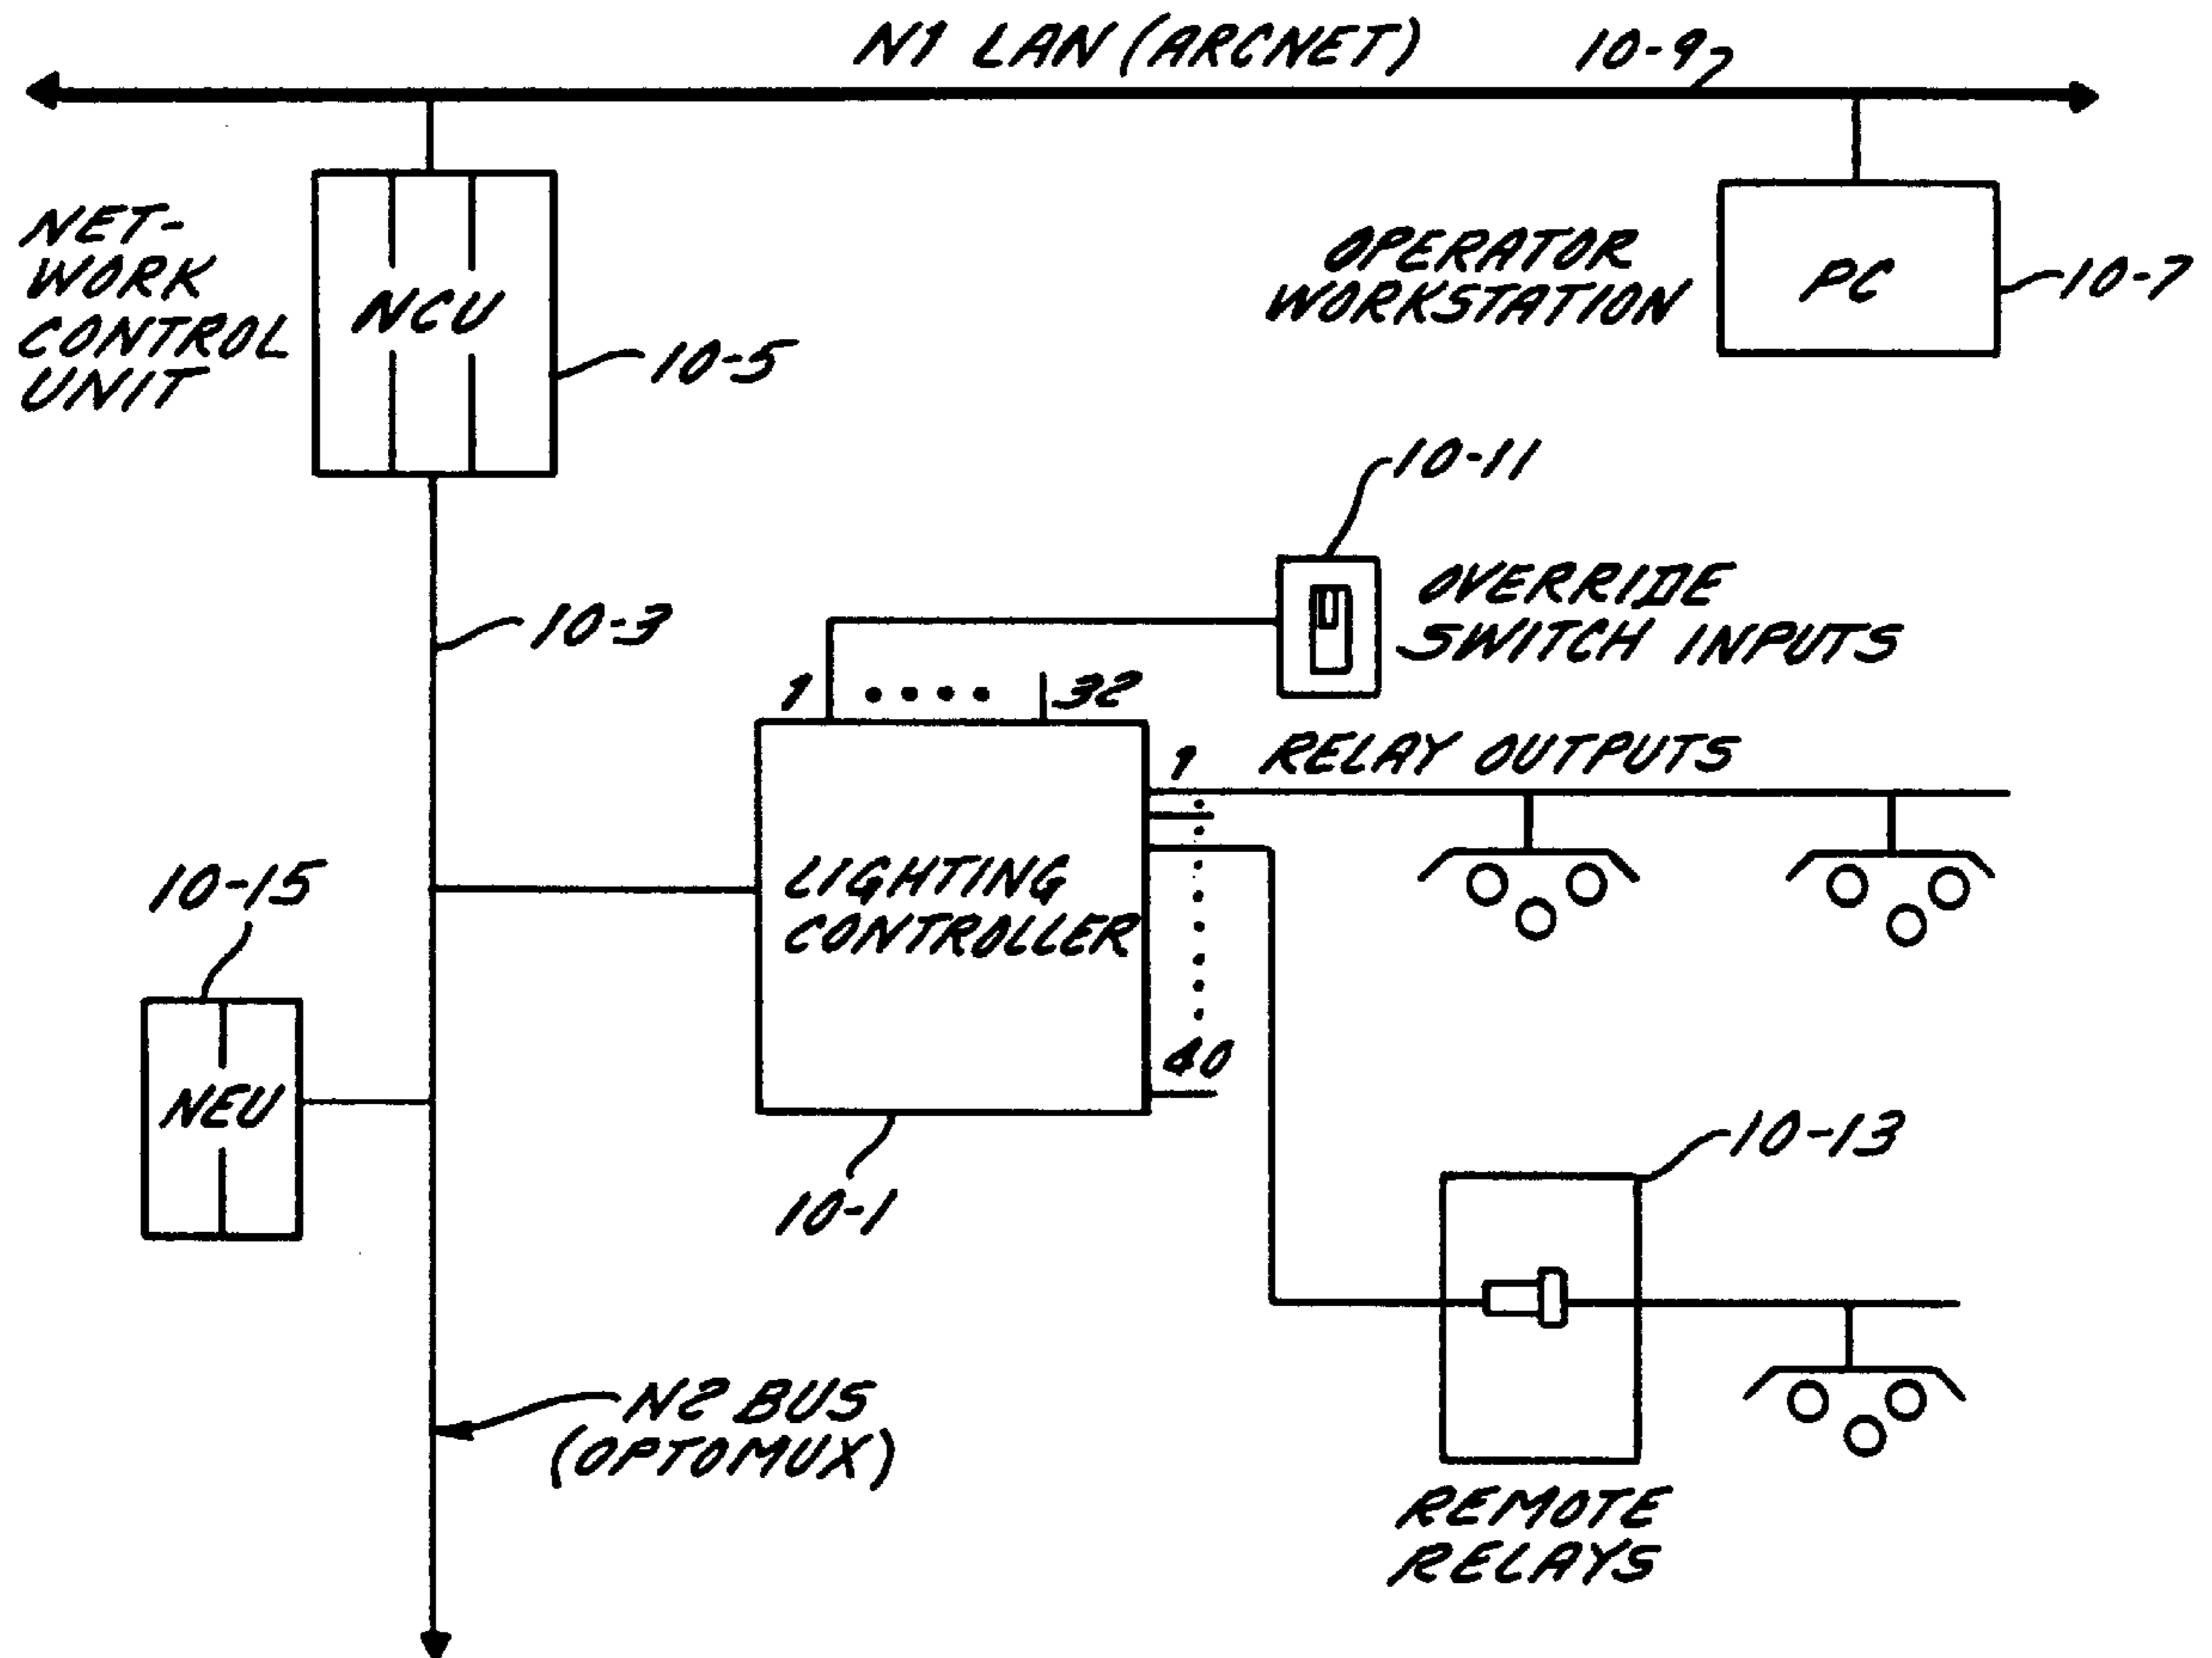 N1 LAN (ARCNET)
10-9
NET-
WORK
CONTROL
UNIT
NCU
10-5
OPERATOR
WORKSTATION
PC
10-7
10-11
OVERRIDE
SWITCH INPUTS
10-3
1
32
1
RELAY OUTPUTS
LIGHTING
CONTROLLER
40
10-15
NEU
10-1
10-13
N2 BUS
(OPTOMUX)
REMOTE
RELAYS